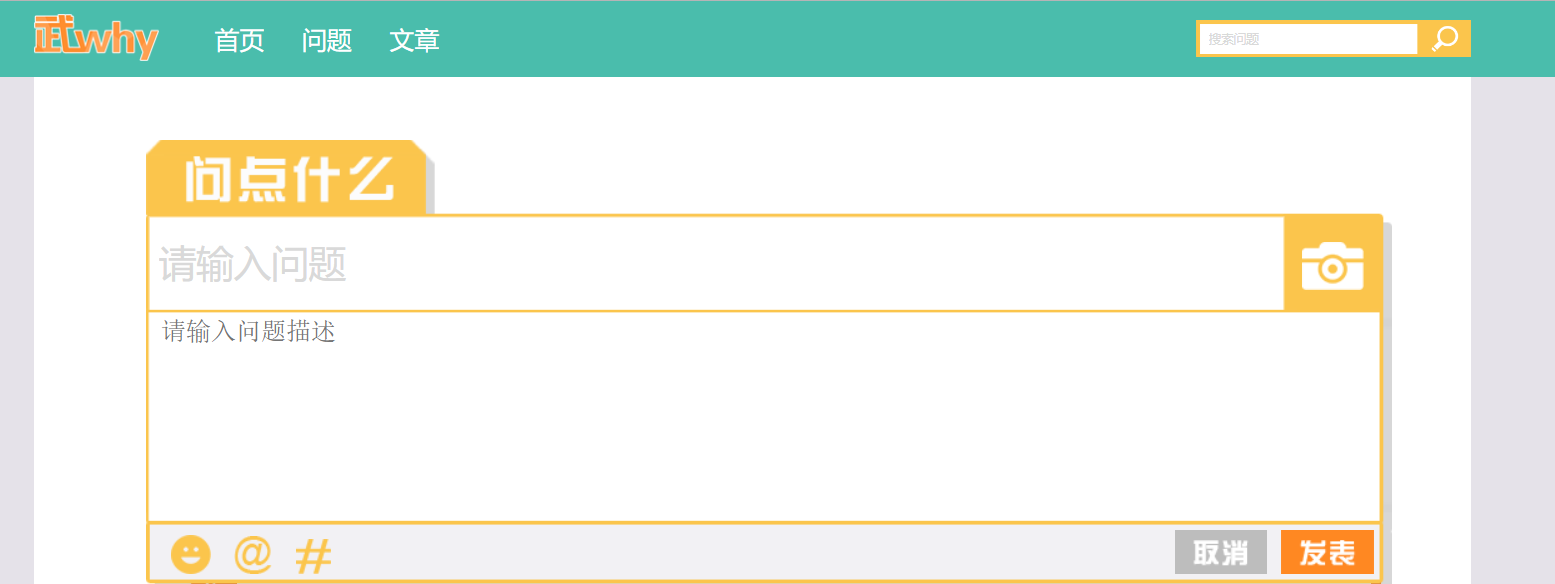 武why 首页 问题 文章 搜索问题
问点什么
请输入问题
请输入问题描述
@ # 取消 发表